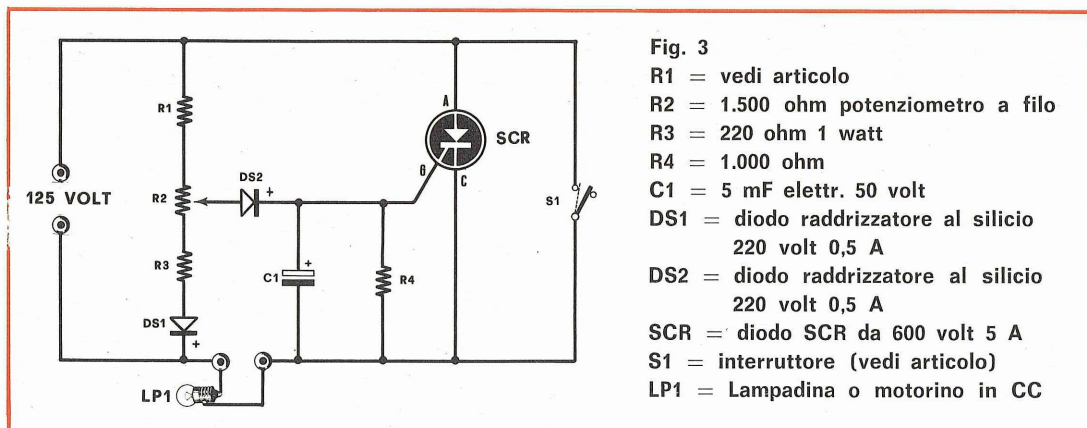 125 VOLT
R1
R2
R3
DS1
+
DS2
+
C1
+
R4
A
G
C
SCR
S1
LP1
Fig. 3
R1 = vedi articolo
R2 = 1.500 ohm potenziometro a filo
R3 = 220 ohm 1 watt
R4 = 1.000 ohm
C1 = 5 mF elettr. 50 volt
DS1 = diodo raddrizzatore al silicio
220 volt 0,5 A
DS2 = diodo raddrizzatore al silicio
220 volt 0,5 A
SCR = diodo SCR da 600 volt 5 A
S1 = interruttore (vedi articolo)
LP1 = Lampadina o motorino in CC